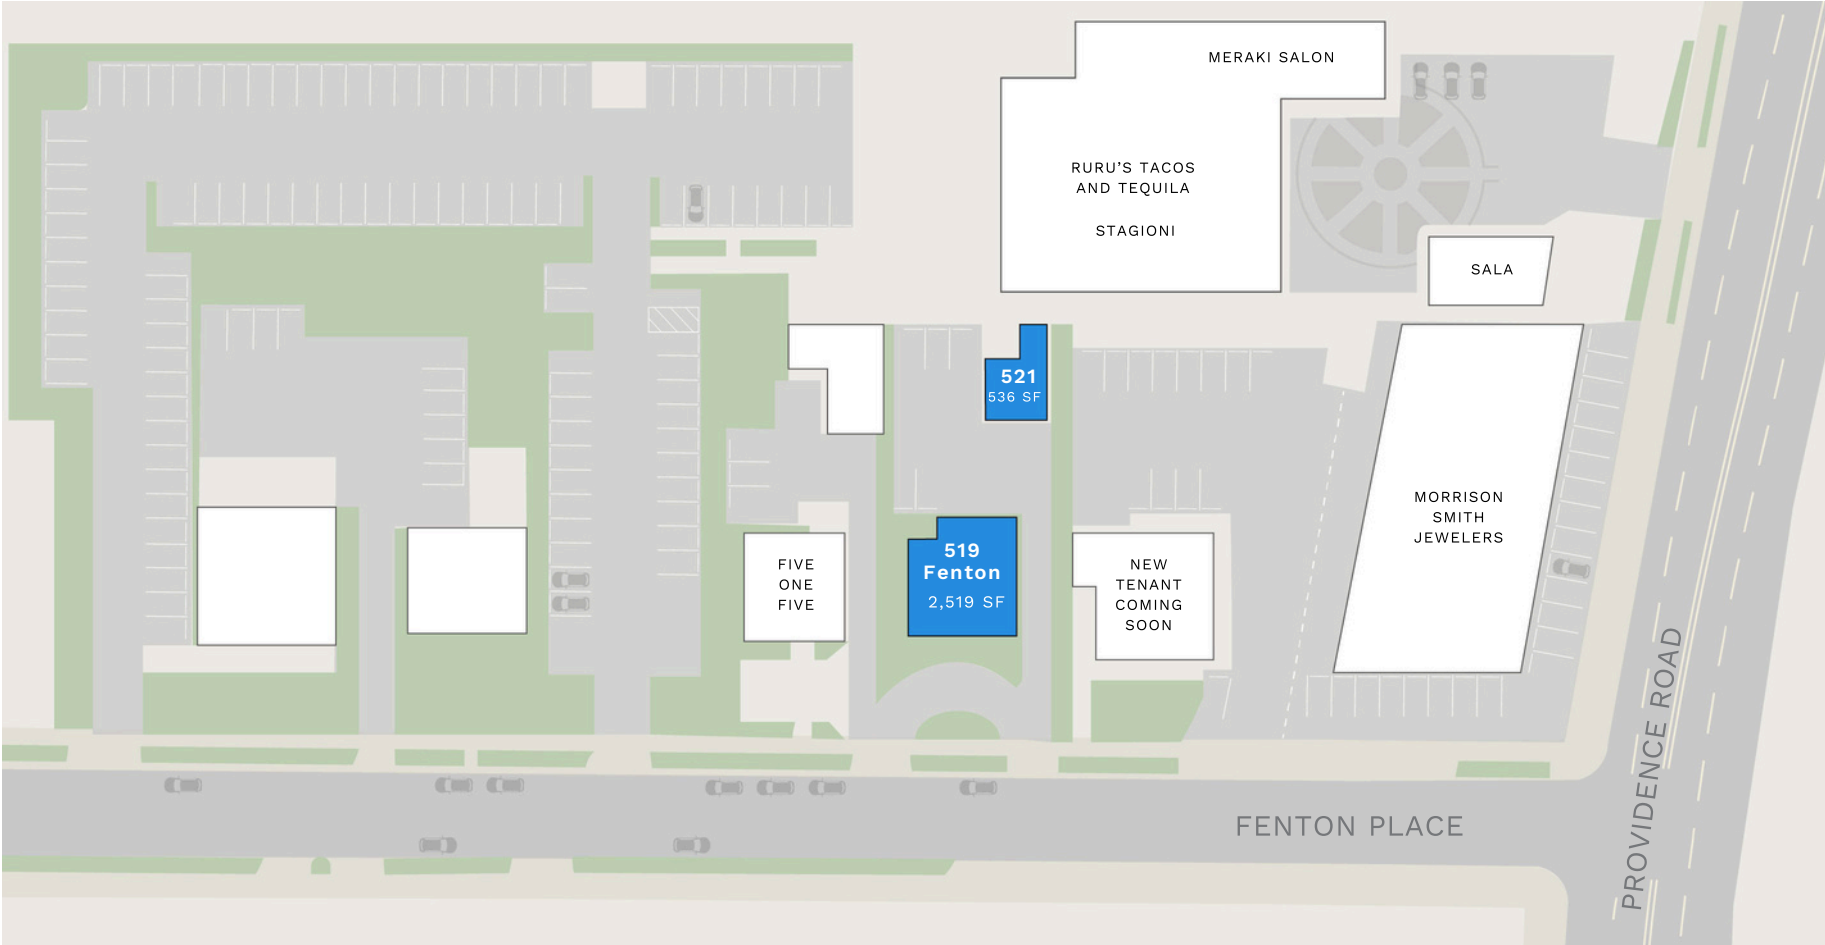 MERAKI SALON
RURU’S TACOS
AND TEQUILA
STAGIONI
SALA
521
536 SF
MORRISON
SMITH
JEWELERS
FIVE
ONE
FIVE
519
Fenton
2,519 SF
NEW
TENANT
COMING
SOON
FENTON PLACE
PROVIDENCE ROAD